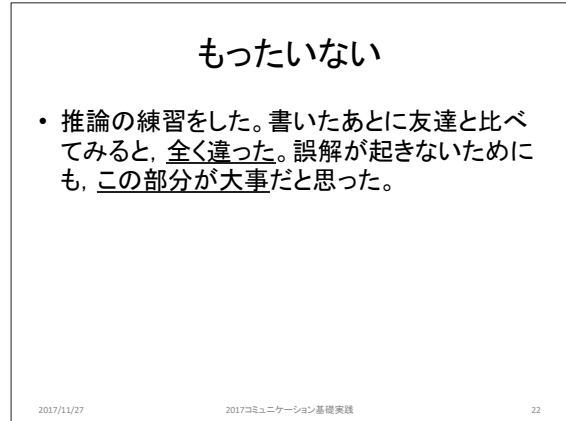 もったいない
• 推論の練習をした。書いたあとに友達と比べ
てみると, 全く違った。誤解が起きないために
も, この部分が大事だと思った。
2017/11/27 2017コミュニケーション基礎実践 22